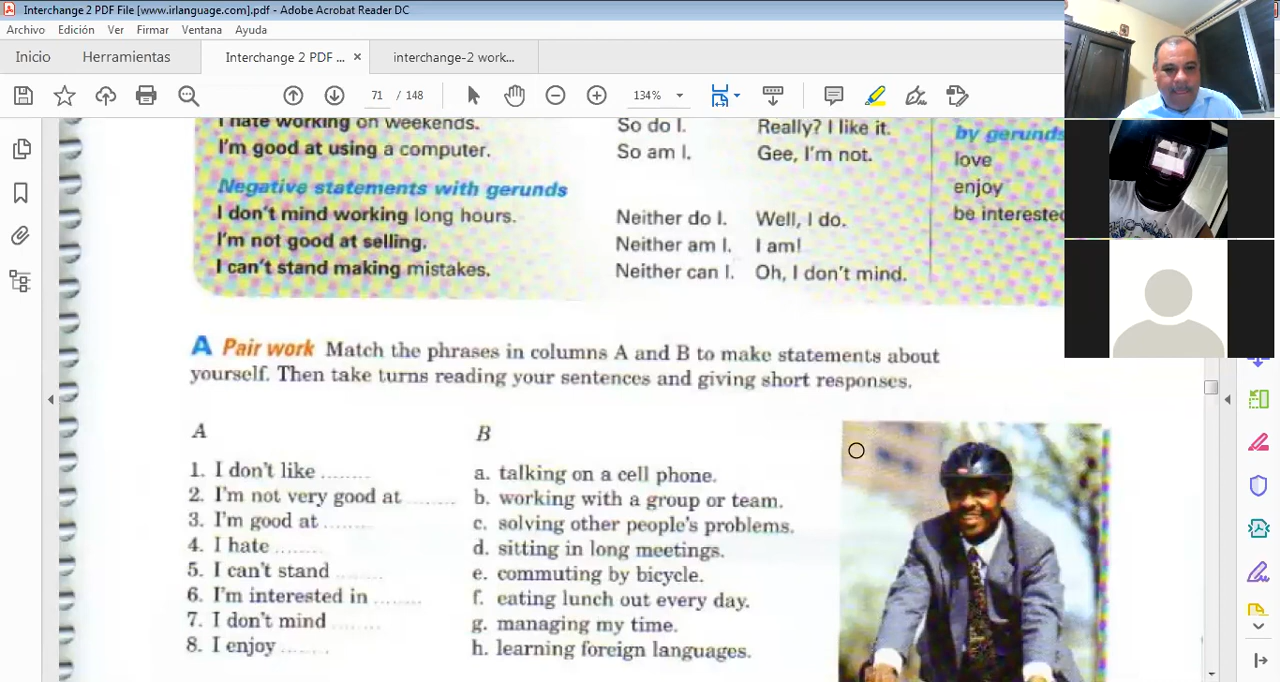 Interchange 2 PDF File [www.irlanguage.com].pdf - Adobe Acrobat Reader DC
Archivo Edición Ver Firmar Ventana Ayuda
Inicio Herramientas Interchange 2 PDF ... × interchange-2 work...
71 / 148 134%
I hate working on weekends. So do I. Really? I like it. by gerunds
I'm good at using a computer. So am I. Gee, I'm not. love
Negative statements with gerunds enjoy
I don't mind working long hours. Neither do I. Well, I do. be interested
I'm not good at selling. Neither am I. I am!
I can't stand making mistakes. Neither can I. Oh, I don't mind.
A Pair work Match the phrases in columns A and B to make statements about
yourself. Then take turns reading your sentences and giving short responses.
A
1. I don't like ........
2. I'm not very good at ........
3. I'm good at ........
4. I hate ........
5. I can't stand ........
6. I'm interested in ........
7. I don't mind ........
8. I enjoy ........
B
a. talking on a cell phone.
b. working with a group or team.
c. solving other people's problems.
d. sitting in long meetings.
e. commuting by bicycle.
f. eating lunch out every day.
g. managing my time.
h. learning foreign languages.